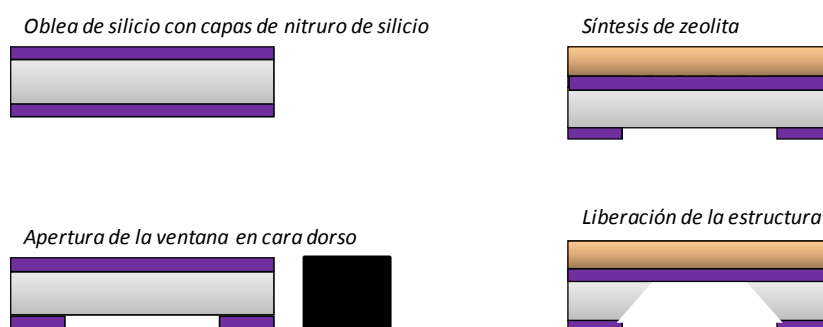 Oblea de silicio con capas de nitruro de silicio
Síntesis de zeolita
Apertura de la ventana en cara dorso
Liberación de la estructura